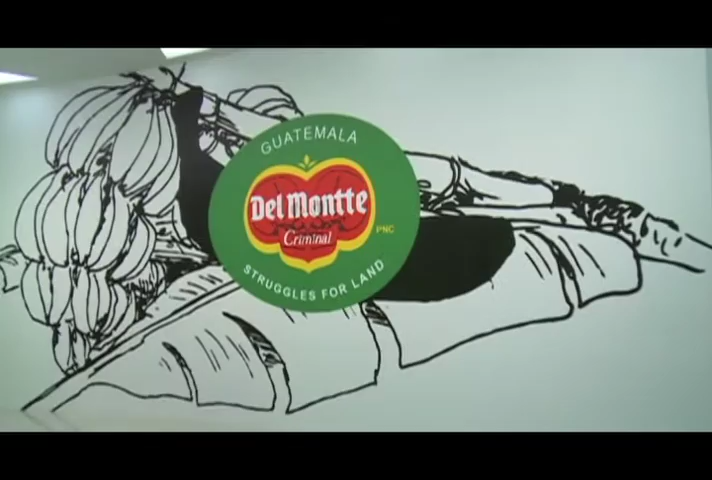 GUATEMALA
Del Montte
Criminal
PNC
STRUGGLES FOR LAND